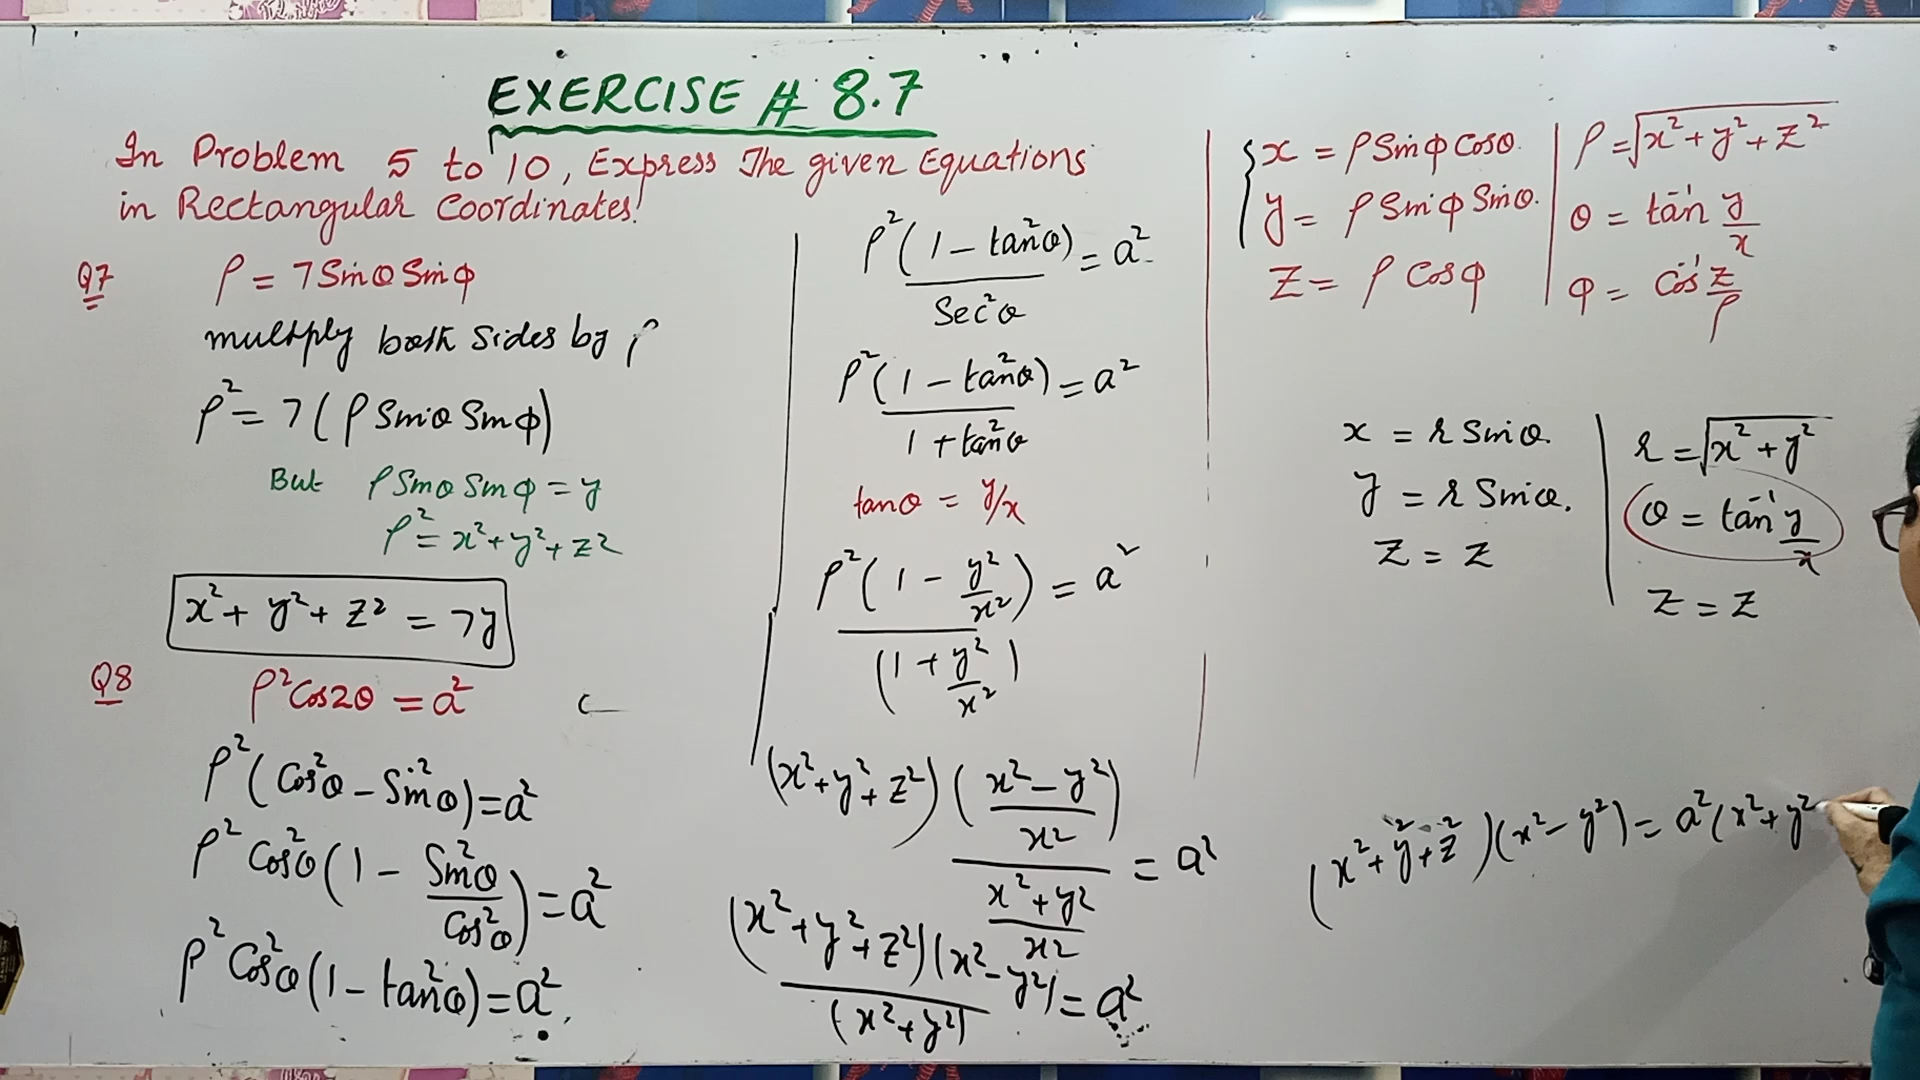 EXERCISE # 8.7
In Problem 5 to 10, Express The given Equations
in Rectangular Coordinates!
Q7 ρ = 7 Sinθ Sinφ
multply both sides by ρ
ρ² = 7(ρ Sinθ Sinφ)
But ρ Sinθ Sinφ = y
ρ² = x² + y² + z²
x² + y² + z² = 7y
Q8 ρ² Cos2θ = a²
ρ²(Cos²θ - Sin²θ) = a²
ρ² Cos²θ (1 - Sin²θ/Cos²θ) = a²
ρ² Cos²θ (1 - tan²θ) = a²
ρ²(1 - tan²θ)/Sec²θ = a²
ρ²(1 - tan²θ)/1 + tan²θ = a²
tanθ = y/x
ρ²(1 - y²/x²)/(1 + y²/x²) = a²
(x² + y² + z²)(x² - y²/x²)/x² + y²/x² = a²
(x² + y² + z²)(x² - y²)/(x² + y²) = a²
x = ρ Sinφ Cosθ.
y = ρ Sinφ Sinθ.
z = ρ Cosφ
ρ = √x² + y² + z²
θ = tan⁻¹ y/x
φ = Cos⁻¹ z/ρ
x = r Sinθ.
y = r Sinθ.
z = z
r = √x² + y²
θ = tan⁻¹ y/x
z = z
(x² + y² + z²)(x² - y²) = a²(x² + y²